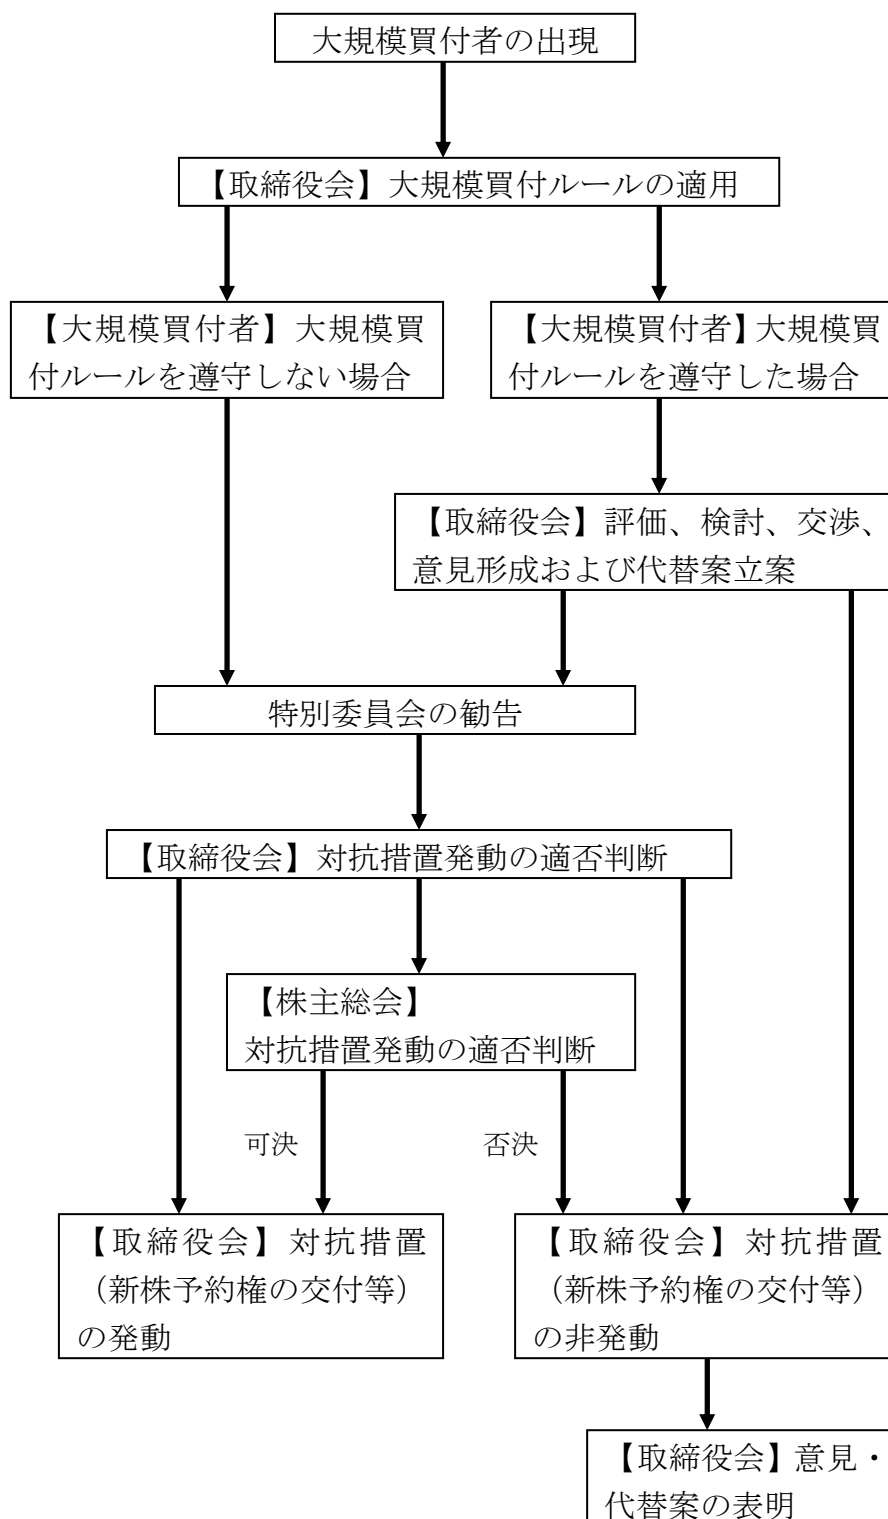 大規模買付者の出現
【取締役会】大規模買付ルールの適用
【大規模買付者】大規模買
付ルールを遵守しない場合
【大規模買付者】大規模買
付ルールを遵守した場合
【取締役会】評価、検討、交渉、
意見形成および代替案立案
特別委員会の勧告
【取締役会】対抗措置発動の適否判断
【株主総会】
対抗措置発動の適否判断
可決
否決
【取締役会】対抗措置
（新株予約権の交付等）
の発動
【取締役会】対抗措置
（新株予約権の交付等）
の非発動
【取締役会】意見・
代替案の表明